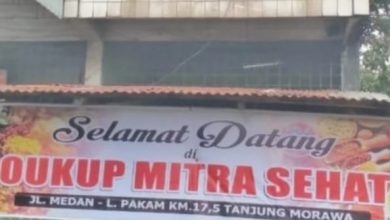 Selamat Datang
di
OUKUP MITRA SEHAT
JL. MEDAN - L. PAKAM KM.17,5 TANJUNG MORAWA